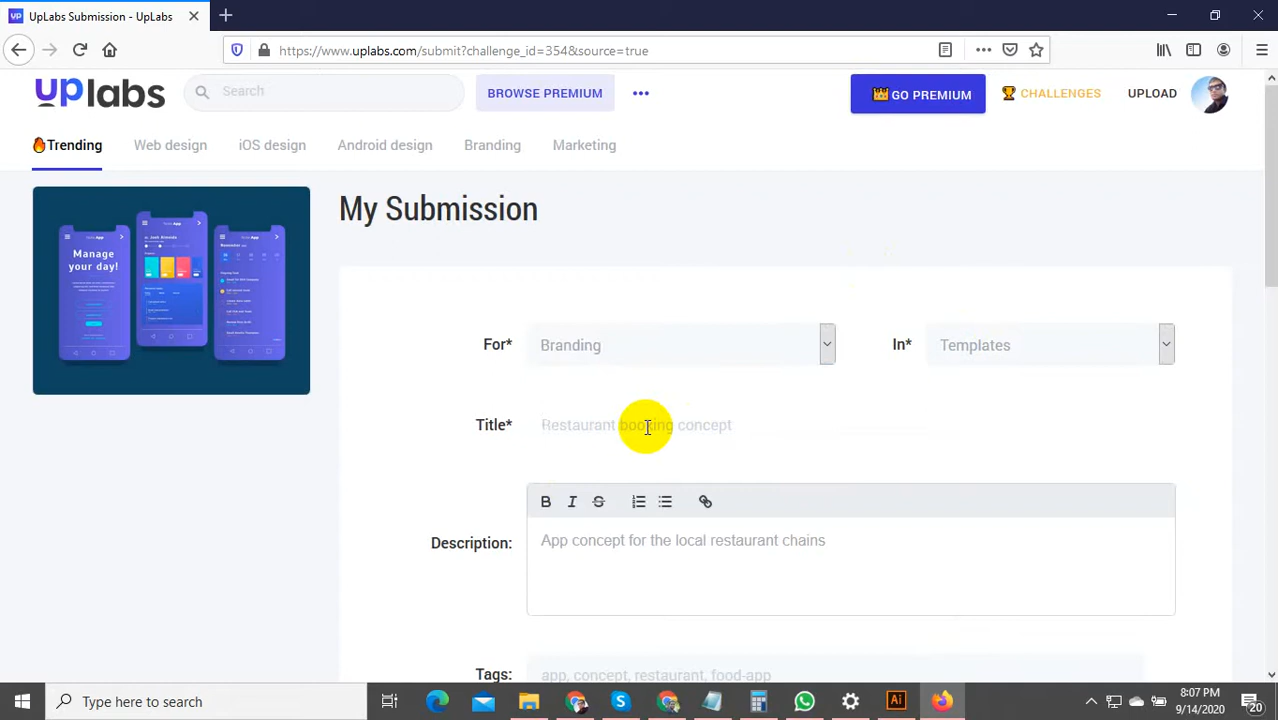 UpLabs Submission - UpLabs
https://www.uplabs.com/submit?challenge_id=354&source=true
uplabs
Search
BROWSE PREMIUM
GO PREMIUM
CHALLENGES
UPLOAD
Trending
Web design
iOS design
Android design
Branding
Marketing
Manage
your day!
My Submission
For*
Branding
In*
Templates
Title*
Restaurant booking concept
B I S
Description:
App concept for the local restaurant chains
Tags:
app, concept, restaurant, food-app
Type here to search
8:07 PM
9/14/2020
20